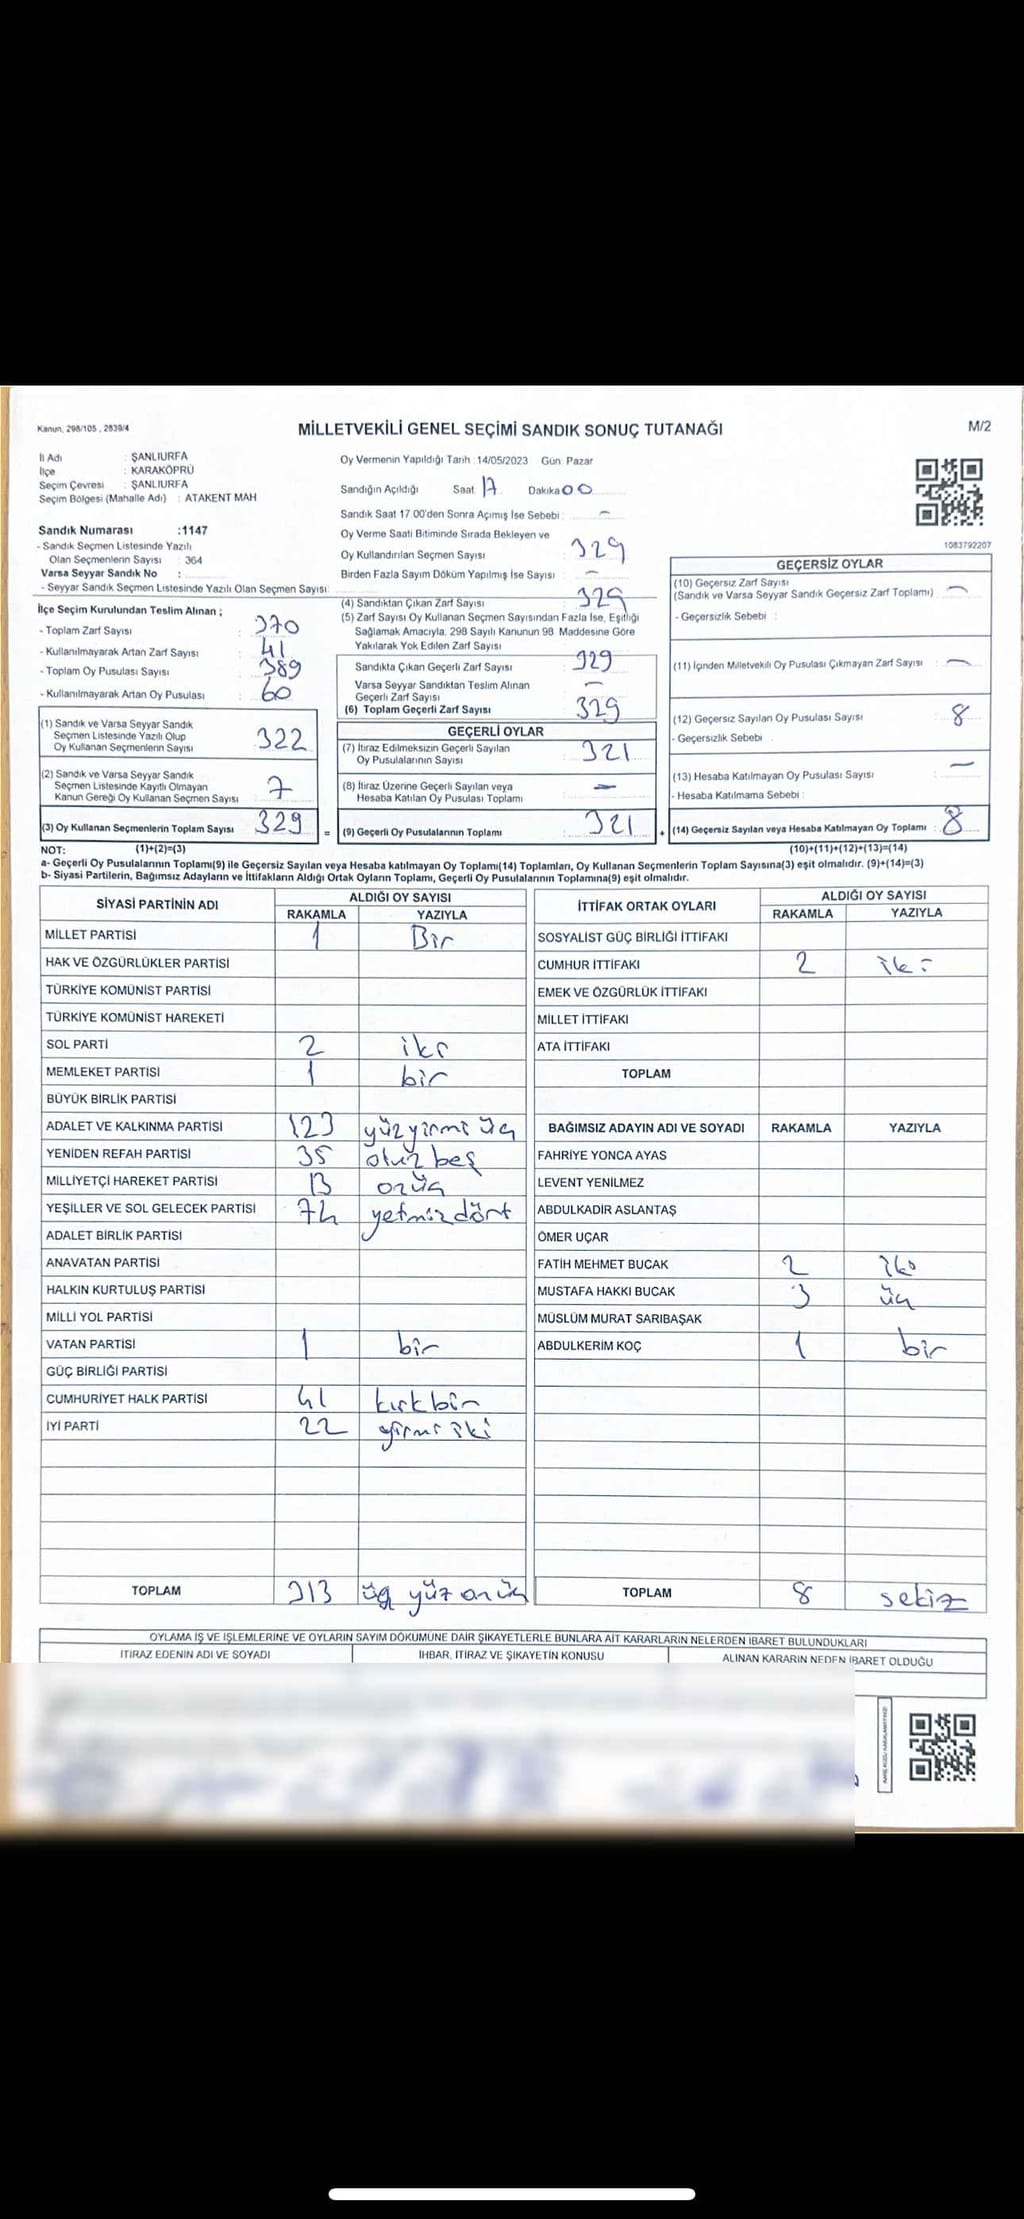 Kanun, 298/105 , 2839/4
MİLLETVEKİLİ GENEL SEÇİMİ SANDIK SONUÇ TUTANAĞI
M/2
İl Adı : ŞANLIURFA
İlçe : KARAKÖPRÜ
Seçim Çevresi : ŞANLIURFA
Seçim Bölgesi (Mahalle Adı) : ATAKENT MAH
Oy Vermenin Yapıldığı Tarih : 14/05/2023 Gün: Pazar
Sandığın Açıldığı Saat 17 Dakika 00
Sandık Saat 17.00'den Sonra Açımış İse Sebebi : –
Oy Verme Saati Bitiminde Sırada Bekleyen ve
Oy Kullandırılan Seçmen Sayısı 329
Birden Fazla Sayım Döküm Yapılmış İse Sayısı : –
1083792207
Sandık Numarası :1147
- Sandık Seçmen Listesinde Yazılı
Olan Seçmenlerin Sayısı : 364
Varsa Seyyar Sandık No :
- Seyyar Sandık Seçmen Listesinde Yazılı Olan Seçmen Sayısı:
İlçe Seçim Kurulundan Teslim Alınan ;
- Toplam Zarf Sayısı : 370
- Kullanılmayarak Artan Zarf Sayısı : 41
- Toplam Oy Pusulası Sayısı : 389
- Kullanılmayarak Artan Oy Pusulası : 60
(1) Sandık ve Varsa Seyyar Sandık
Seçmen Listesinde Yazılı Olup
Oy Kullanan Seçmenlerin Sayısı : 322
(2) Sandık ve Varsa Seyyar Sandık
Seçmen Listesinde Kayıtlı Olmayan
Kanun Gereği Oy Kullanan Seçmen Sayısı : 7
(3) Oy Kullanan Seçmenlerin Toplam Sayısı : 329 =
(4) Sandıktan Çıkan Zarf Sayısı : 329
(5) Zarf Sayısı Oy Kullanan Seçmen Sayısından Fazla İse, Eşitliği
Sağlamak Amacıyla, 298 Sayılı Kanunun 98. Maddesine Göre
Yakılarak Yok Edilen Zarf Sayısı
Sandıkta Çıkan Geçerli Zarf Sayısı 329
Varsa Seyyar Sandıktan Teslim Alınan
Geçerli Zarf Sayısı –
(6) Toplam Geçerli Zarf Sayısı 329
GEÇERLİ OYLAR
(7) İtiraz Edilmeksizin Geçerli Sayılan
Oy Pusulalarının Sayısı 321
(8) İtiraz Üzerine Geçerli Sayılan veya
Hesaba Katılan Oy Pusulası Toplamı –
(9) Geçerli Oy Pusulalarının Toplamı : 321 +
GEÇERSİZ OYLAR
(10) Geçersiz Zarf Sayısı
(Sandık ve Varsa Seyyar Sandık Geçersiz Zarf Toplamı) : –
- Geçersizlik Sebebi :
(11) İçinden Milletvekili Oy Pusulası Çıkmayan Zarf Sayısı : –
(12) Geçersiz Sayılan Oy Pusulası Sayısı : 8
- Geçersizlik Sebebi :
(13) Hesaba Katılmayan Oy Pusulası Sayısı : –
- Hesaba Katılmama Sebebi :
(14) Geçersiz Sayılan veya Hesaba Katılmayan Oy Toplamı : 8
NOT: (1)+(2)=(3) (10)+(11)+(12)+(13)=(14)
a- Geçerli Oy Pusulalarının Toplamı(9) ile Geçersiz Sayılan veya Hesaba katılmayan Oy Toplamı(14) Toplamları, Oy Kullanan Seçmenlerin Toplam Sayısına(3) eşit olmalıdır. (9)+(14)=(3)
b- Siyasi Partilerin, Bağımsız Adayların ve İttifakların Aldığı Ortak Oyların Toplamı, Geçerli Oy Pusulalarının Toplamına(9) eşit olmalıdır.
SİYASİ PARTİNİN ADI ALDIĞI OY SAYISI
RAKAMLA YAZIYLA
MİLLET PARTİSİ 1 Bir
HAK VE ÖZGÜRLÜKLER PARTİSİ
TÜRKİYE KOMÜNİST PARTİSİ
TÜRKİYE KOMÜNİST HAREKETİ
SOL PARTİ 2 iki
MEMLEKET PARTİSİ 1 bir
BÜYÜK BİRLİK PARTİSİ
ADALET VE KALKINMA PARTİSİ 123 yüzyirmi üç
YENİDEN REFAH PARTİSİ 35 otuz beş
MİLLİYETÇİ HAREKET PARTİSİ 13 onüç
YEŞİLLER VE SOL GELECEK PARTİSİ 74 yetmiz dört
ADALET BİRLİK PARTİSİ
ANAVATAN PARTİSİ
HALKIN KURTULUŞ PARTİSİ
MİLLİ YOL PARTİSİ
VATAN PARTİSİ 1 bir
GÜÇ BİRLİĞİ PARTİSİ
CUMHURİYET HALK PARTİSİ 41 kırkbir
İYİ PARTİ 22 yirmi iki
TOPLAM 313 üç yüz onüç
İTTİFAK ORTAK OYLARI ALDIĞI OY SAYISI
RAKAMLA YAZIYLA
SOSYALİST GÜÇ BİRLİĞİ İTTİFAKI
CUMHUR İTTİFAKI 2 iki
EMEK VE ÖZGÜRLÜK İTTİFAKI
MİLLET İTTİFAKI
ATA İTTİFAKI
TOPLAM
BAĞIMSIZ ADAYIN ADI VE SOYADI RAKAMLA YAZIYLA
FAHRİYE YONCA AYAS
LEVENT YENİLMEZ
ABDULKADİR ASLANTAŞ
ÖMER UÇAR
FATİH MEHMET BUCAK 2 iki
MUSTAFA HAKKI BUCAK 3 üç
MÜSLÜM MURAT SARIBAŞAK
ABDULKERİM KOÇ 1 bir
TOPLAM 8 sekiz
OYLAMA İŞ VE İŞLEMLERİNE VE OYLARIN SAYIM DÖKÜMÜNE DAİR ŞİKAYETLERLE BUNLARA AİT KARARLARIN NELERDEN İBARET BULUNDUKLARI
İTİRAZ EDENİN ADI VE SOYADI İHBAR, İTİRAZ VE ŞİKAYETİN KONUSU ALINAN KARARIN NEDEN İBARET OLDUĞU